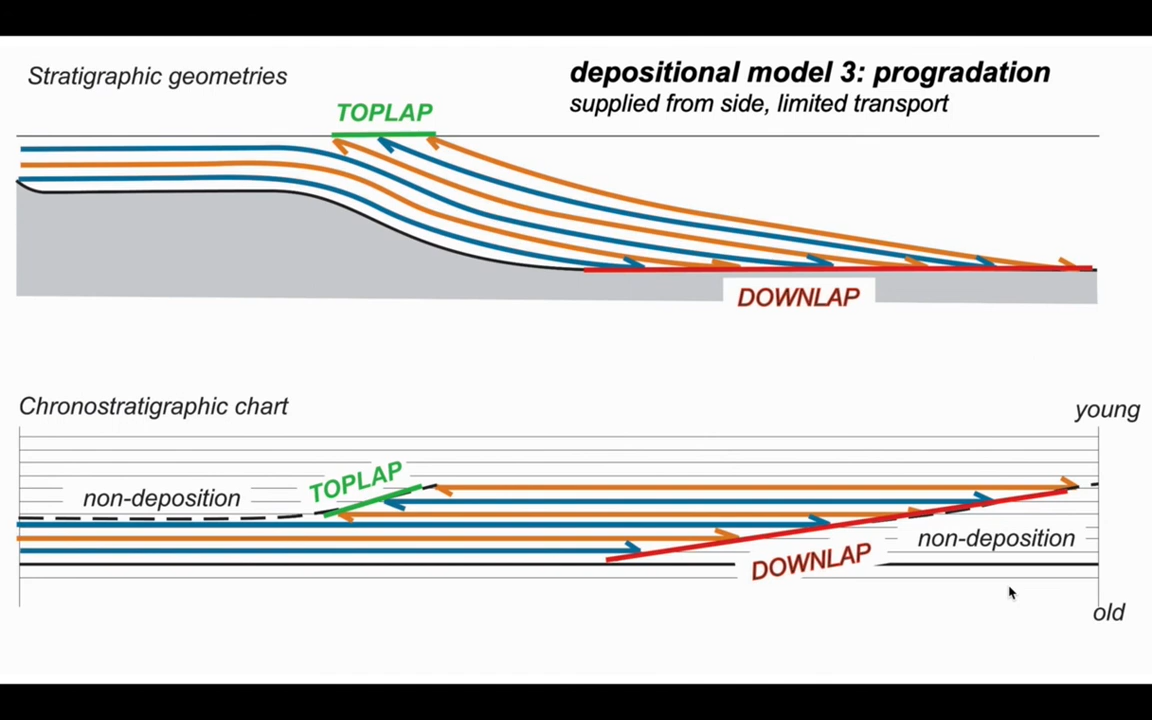 Stratigraphic geometries
depositional model 3: progradation
supplied from side, limited transport
TOPLAP
DOWNLAP
Chronostratigraphic chart
young
TOPLAP
non-deposition
non-deposition
DOWNLAP
old